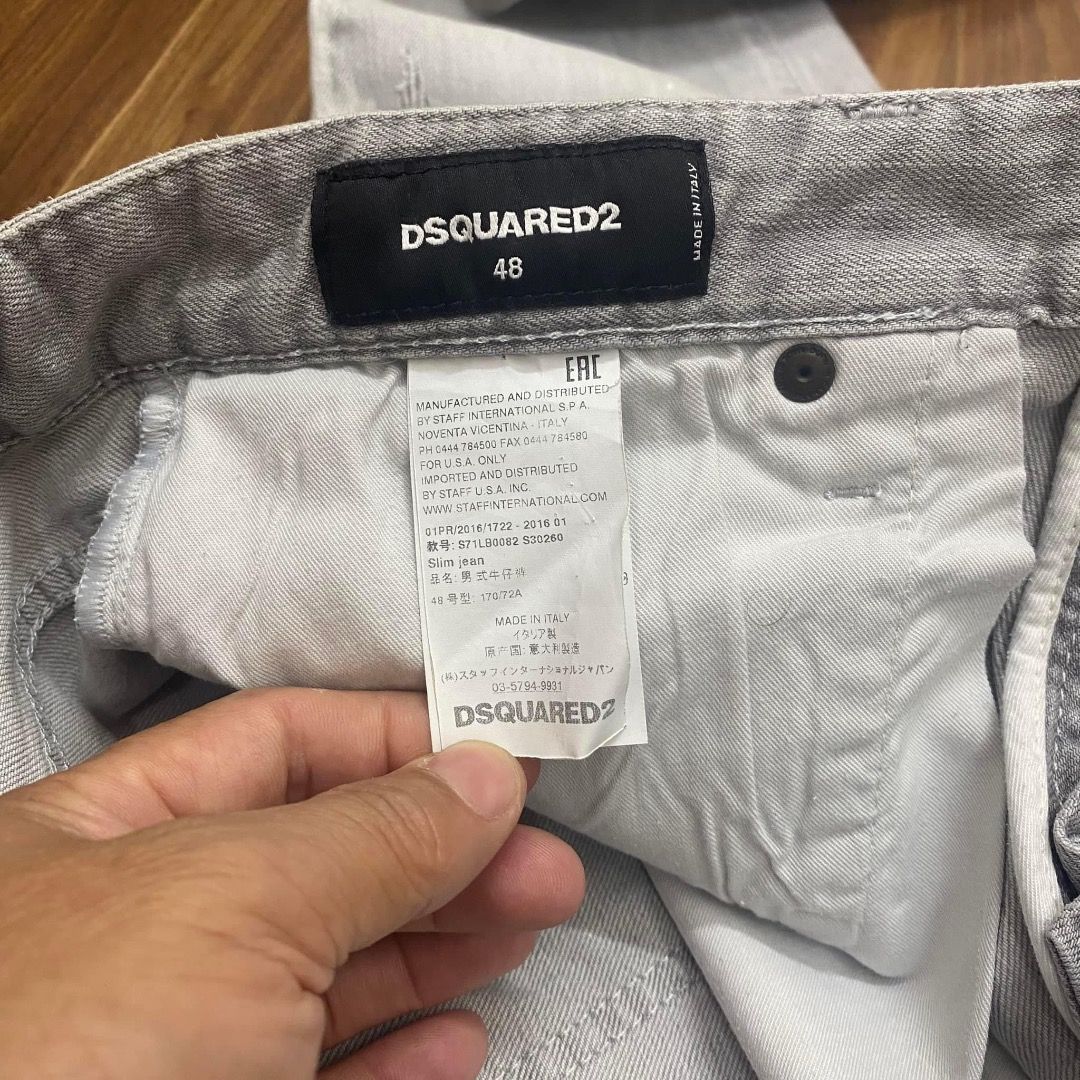 DSQUARED2
48
MADE IN ITALY
EAC
MANUFACTURED AND DISTRIBUTED
BY STAFF INTERNATIONAL S.P.A.
NOVENTA VICENTINA - ITALY
PH 0444 784500 FAX 0444 784580
FOR U.S.A. ONLY
IMPORTED AND DISTRIBUTED
BY STAFF U.S.A. INC.
WWW.STAFFINTERNATIONAL.COM
01PR/2016/1722 - 2016 01
款号: S71LB0082 S30260
Slim jean
品名: 男式牛仔裤
48 号型: 170/72A
MADE IN ITALY
イタリア製
原产国: 意大利製造
(株)スタッフインターナショナルジャパン
03-5794-9931
DSQUARED2